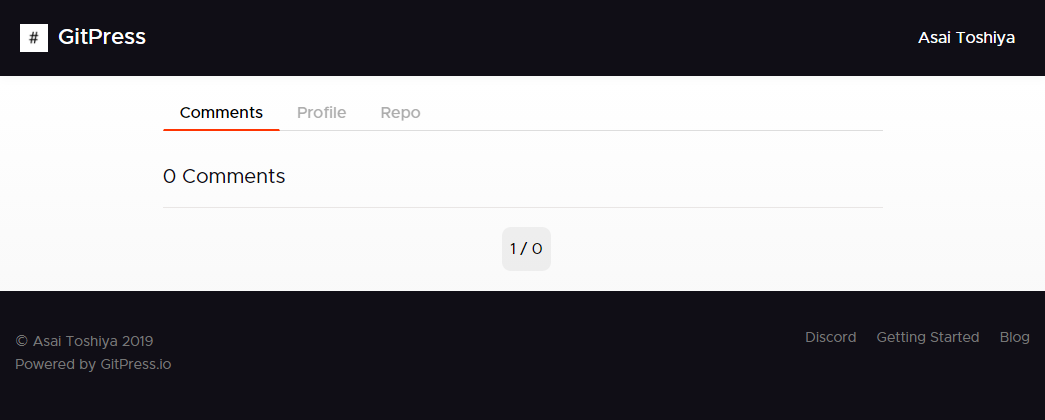 # GitPress
Asai Toshiya
Comments Profile Repo
0 Comments
1 / 0
© Asai Toshiya 2019
Powered by GitPress.io
Discord Getting Started Blog